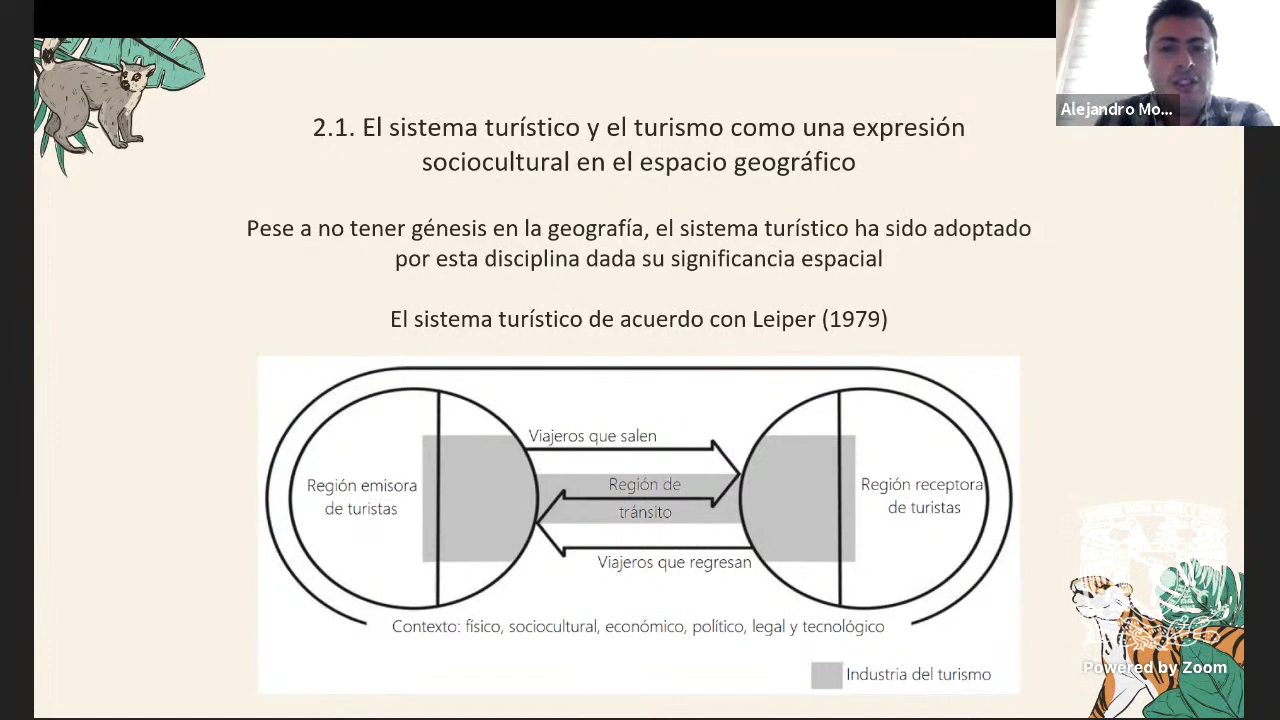 Alejandro Mo...
2.1. El sistema turístico y el turismo como una expresión
sociocultural en el espacio geográfico
Pese a no tener génesis en la geografía, el sistema turístico ha sido adoptado
por esta disciplina dada su significancia espacial
El sistema turístico de acuerdo con Leiper (1979)
Viajeros que salen
Región emisora
de turistas
Región de
tránsito
Región receptora
de turistas
Viajeros que regresan
Contexto: físico, sociocultural, económico, político, legal y tecnológico
Industria del turismo
Powered by Zoom